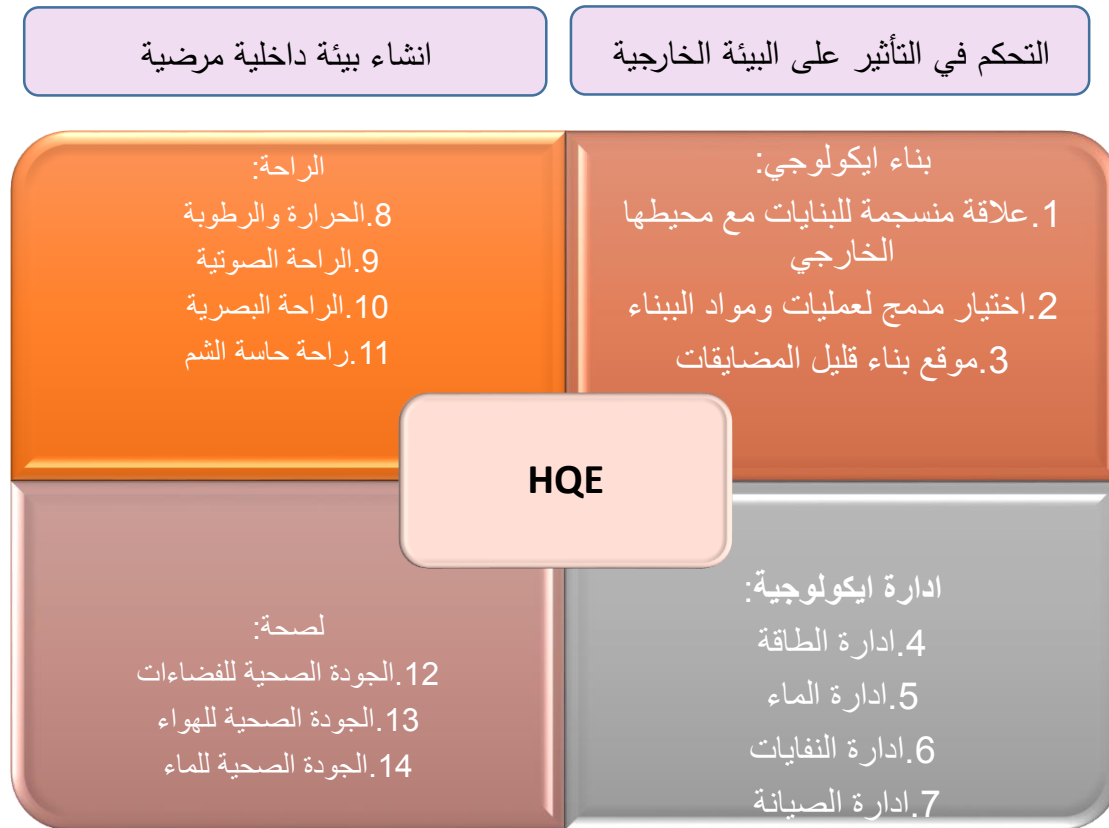 التحكم في التأثير على البيئة الخارجية
انشاء بيئة داخلية مرضية
بناء ايكولوجي:
1.علاقة منسجمة للبنايات مع محيطها
الخارجي
2.اختيار مدمج لعمليات ومواد الببناء
3.موقع بناء قليل المضايقات
الراحة:
8.الحرارة والرطوبة
9.الراحة الصوتية
10.الراحة البصرية
11.راحة حاسة الشم
HQE
ادارة ايكولوجية:
4.ادارة الطاقة
5.ادارة الماء
6.ادارة النفايات
7.ادارة الصيانة
لصحة:
12.الجودة الصحية للفضاءات
13.الجودة الصحية للهواء
14.الجودة الصحية للماء